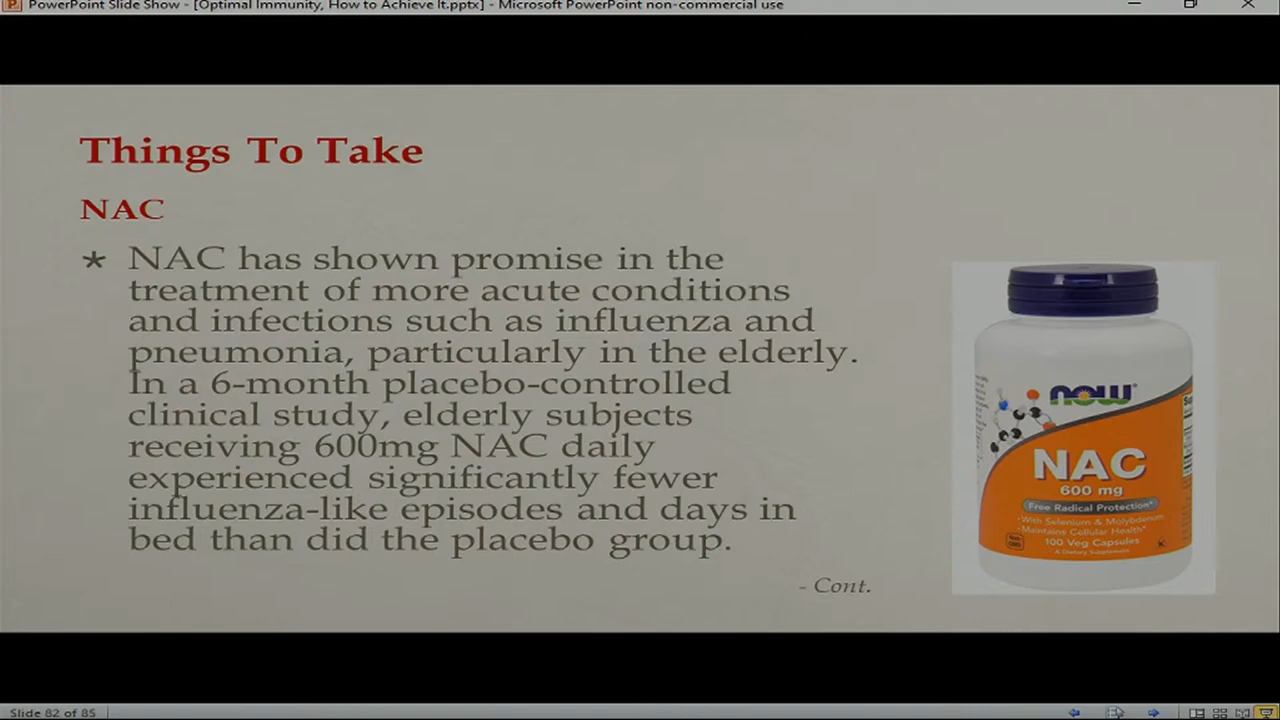 PowerPoint Slide Show - [Optimal Immunity, How to Achieve It.pptx] - Microsoft PowerPoint non-commercial use
Things To Take
NAC
* NAC has shown promise in the
treatment of more acute conditions
and infections such as influenza and
pneumonia, particularly in the elderly.
In a 6-month placebo-controlled
clinical study, elderly subjects
receiving 600mg NAC daily
experienced significantly fewer
influenza-like episodes and days in
bed than did the placebo group.
- Cont.
now
NAC
600 mg
Free Radical Protection*
• With Selenium & Molybdenum
• Maintains Cellular Health*
Non-GMO
100 Veg Capsules
A Dietary Supplement
Slide 82 of 85